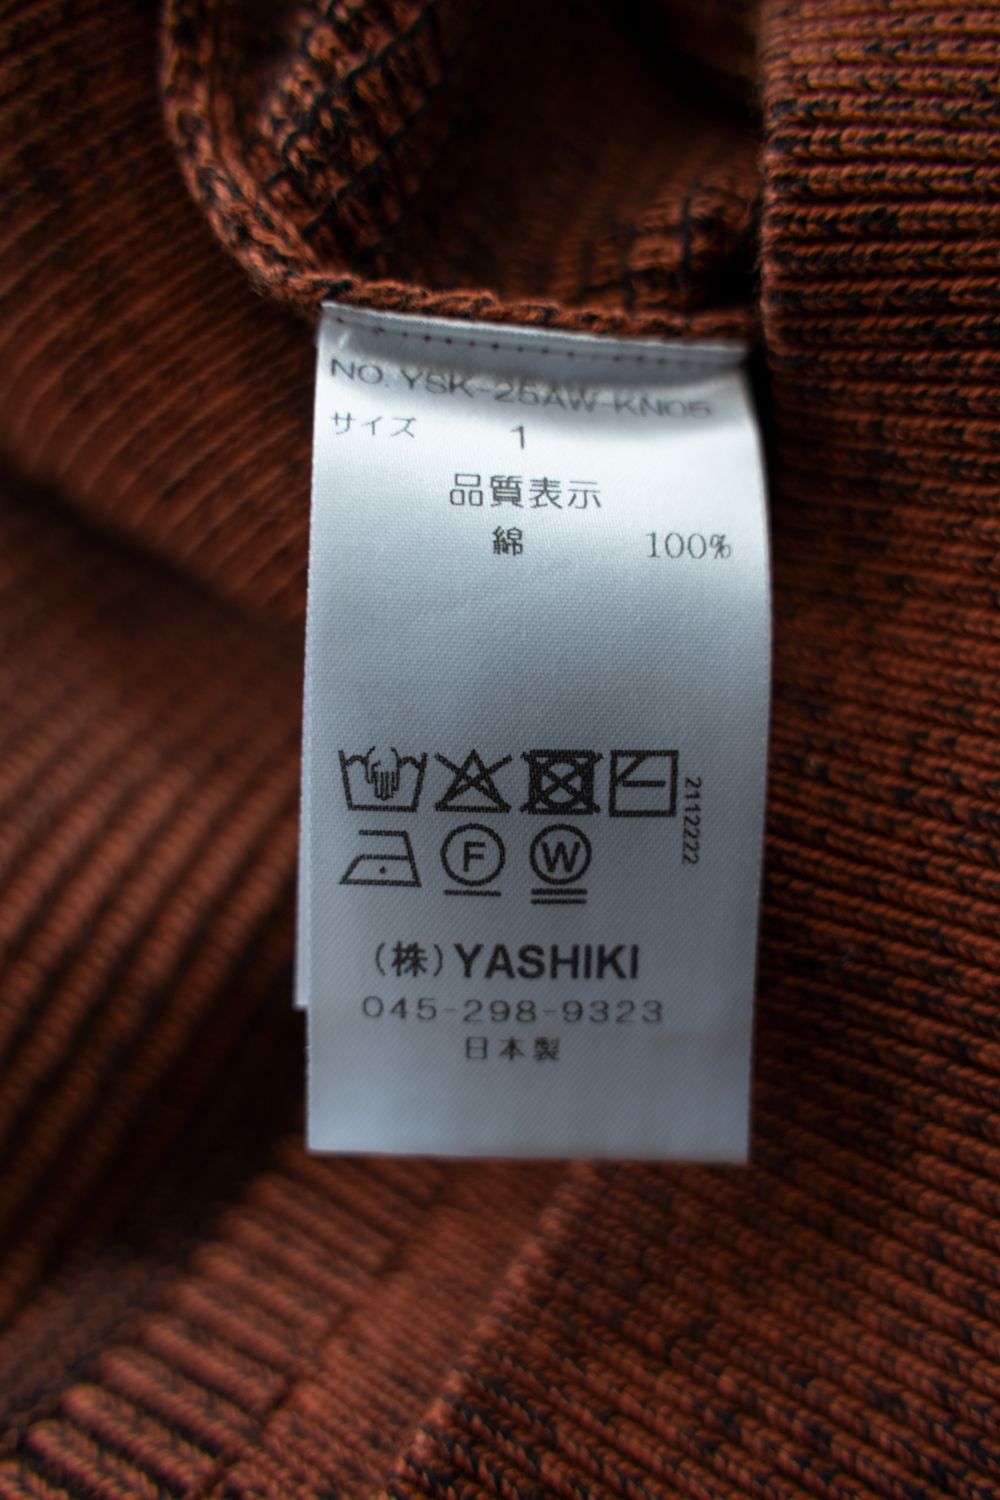 NO. YSK-25AW-KN05
サイズ 1
品質表示
綿 100%
2112222
F W
(株) YASHIKI
045-298-9323
日本製